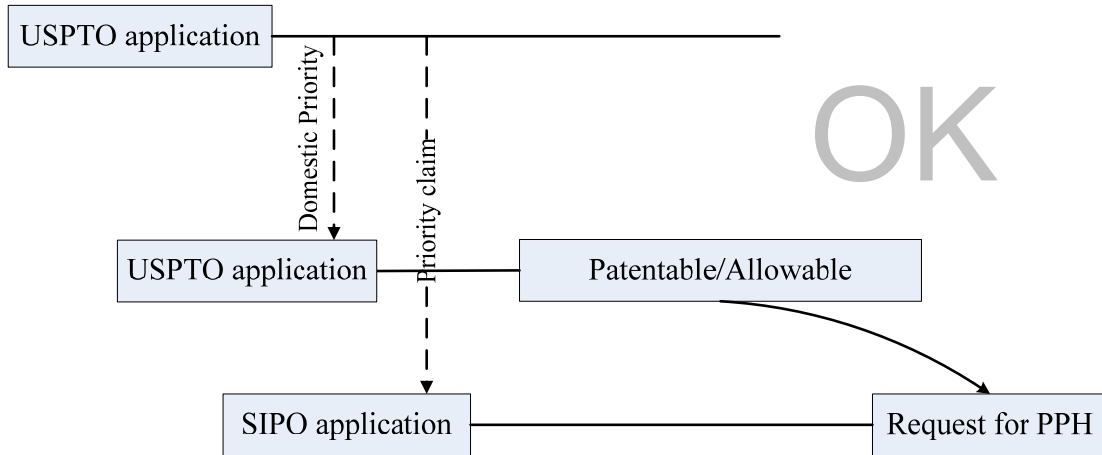 USPTO application
OK
Domestic Priority
Priority claim
USPTO application
Patentable/Allowable
SIPO application
Request for PPH